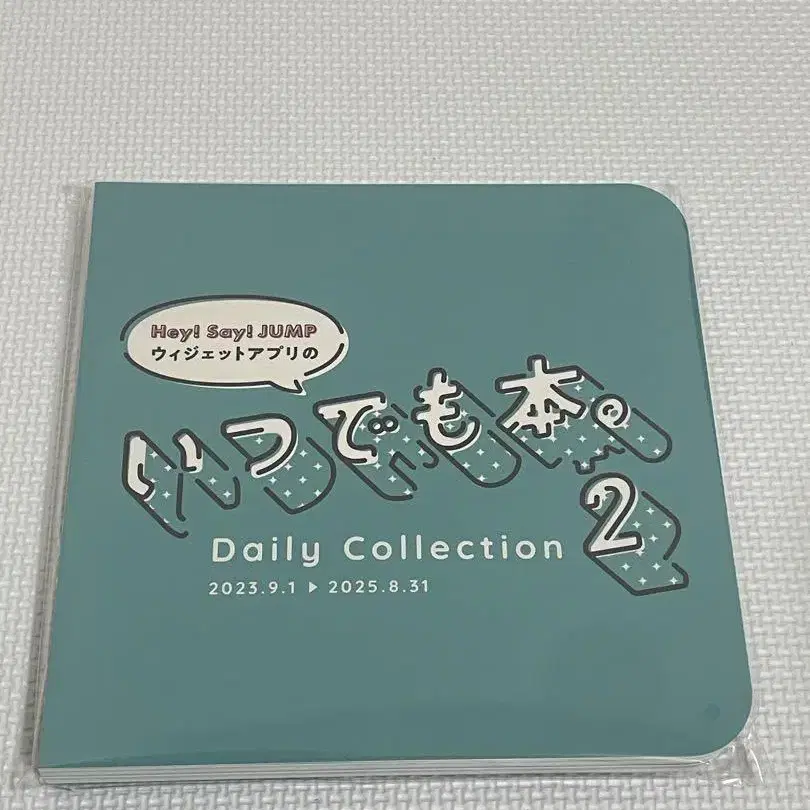 Hey! Say! JUMP
ウィジェットアプリの
いつでも本。
2
Daily Collection
2023.9.1 ▶ 2025.8.31